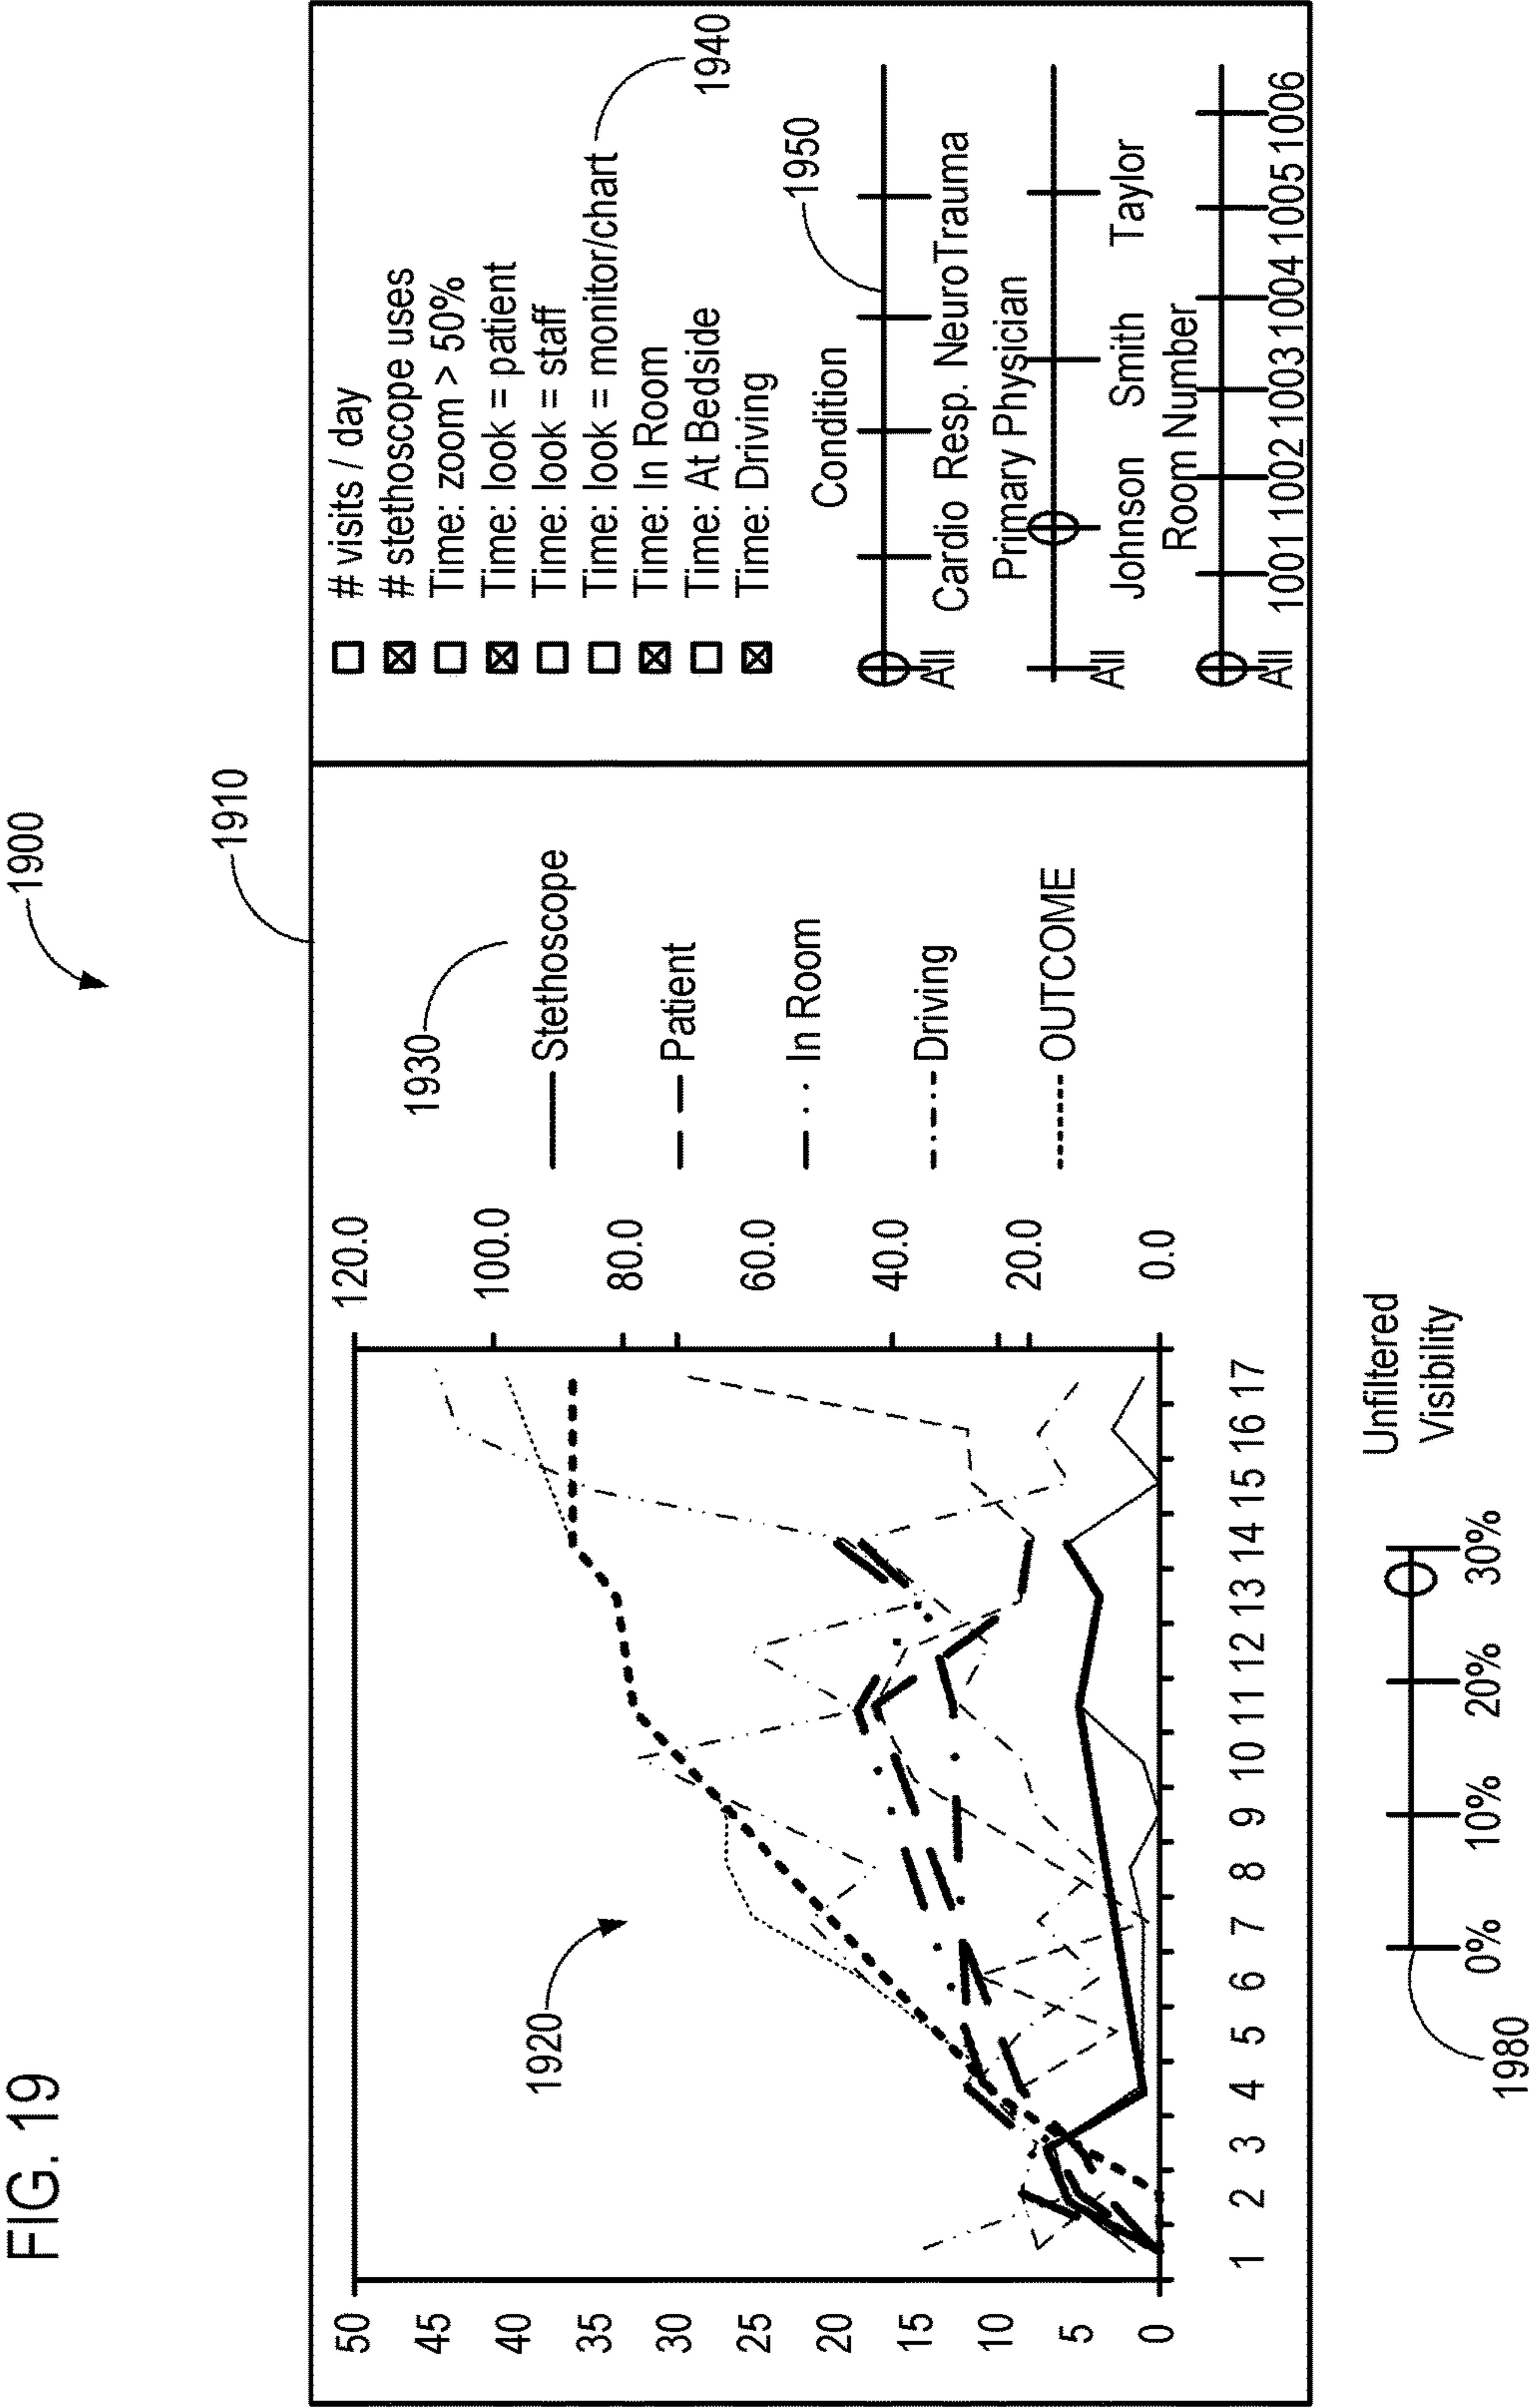 FIG. 19
1900
1910
50
45
40
35
30
25
20
15
10
5
0
1 2 3 4 5 6 7 8 9 10 11 12 13 14 15 16 17
1920
120.0
100.0
80.0
60.0
40.0
20.0
0.0
1930
Stethoscope
Patient
In Room
Driving
OUTCOME
# visits / day
# stethoscope uses
Time: zoom > 50%
Time: look = patient
Time: look = staff
Time: look = monitor/chart
Time: In Room
Time: At Bedside
Time: Driving
1940
1950
Condition
All Cardio Resp. Neuro Trauma
Primary Physician
All Johnson Smith Taylor
Room Number
All 1001 1002 1003 1004 1005 1006
1980
0% 10% 20% 30%
Unfiltered
Visibility